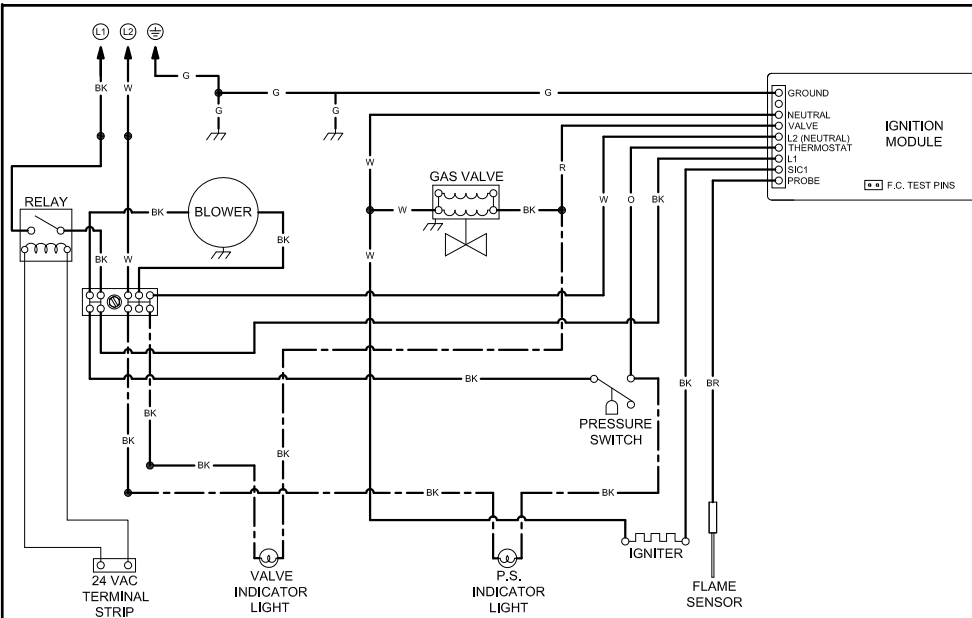 L1 L2
G
BK W
G G
G G
GROUND
NEUTRAL
VALVE
L2 (NEUTRAL)
THERMOSTAT
L1
SIC1
PROBE
IGNITION
MODULE
F.C. TEST PINS
W R
GAS VALVE
RELAY
BLOWER
BK
BK
BK W
W BK
W
W O BK
BK
PRESSURE
SWITCH
BK BR
BK
BK
BK
BK
BK
BK
IGNITER
24 VAC
TERMINAL
STRIP
VALVE
INDICATOR
LIGHT
P.S.
INDICATOR
LIGHT
FLAME
SENSOR